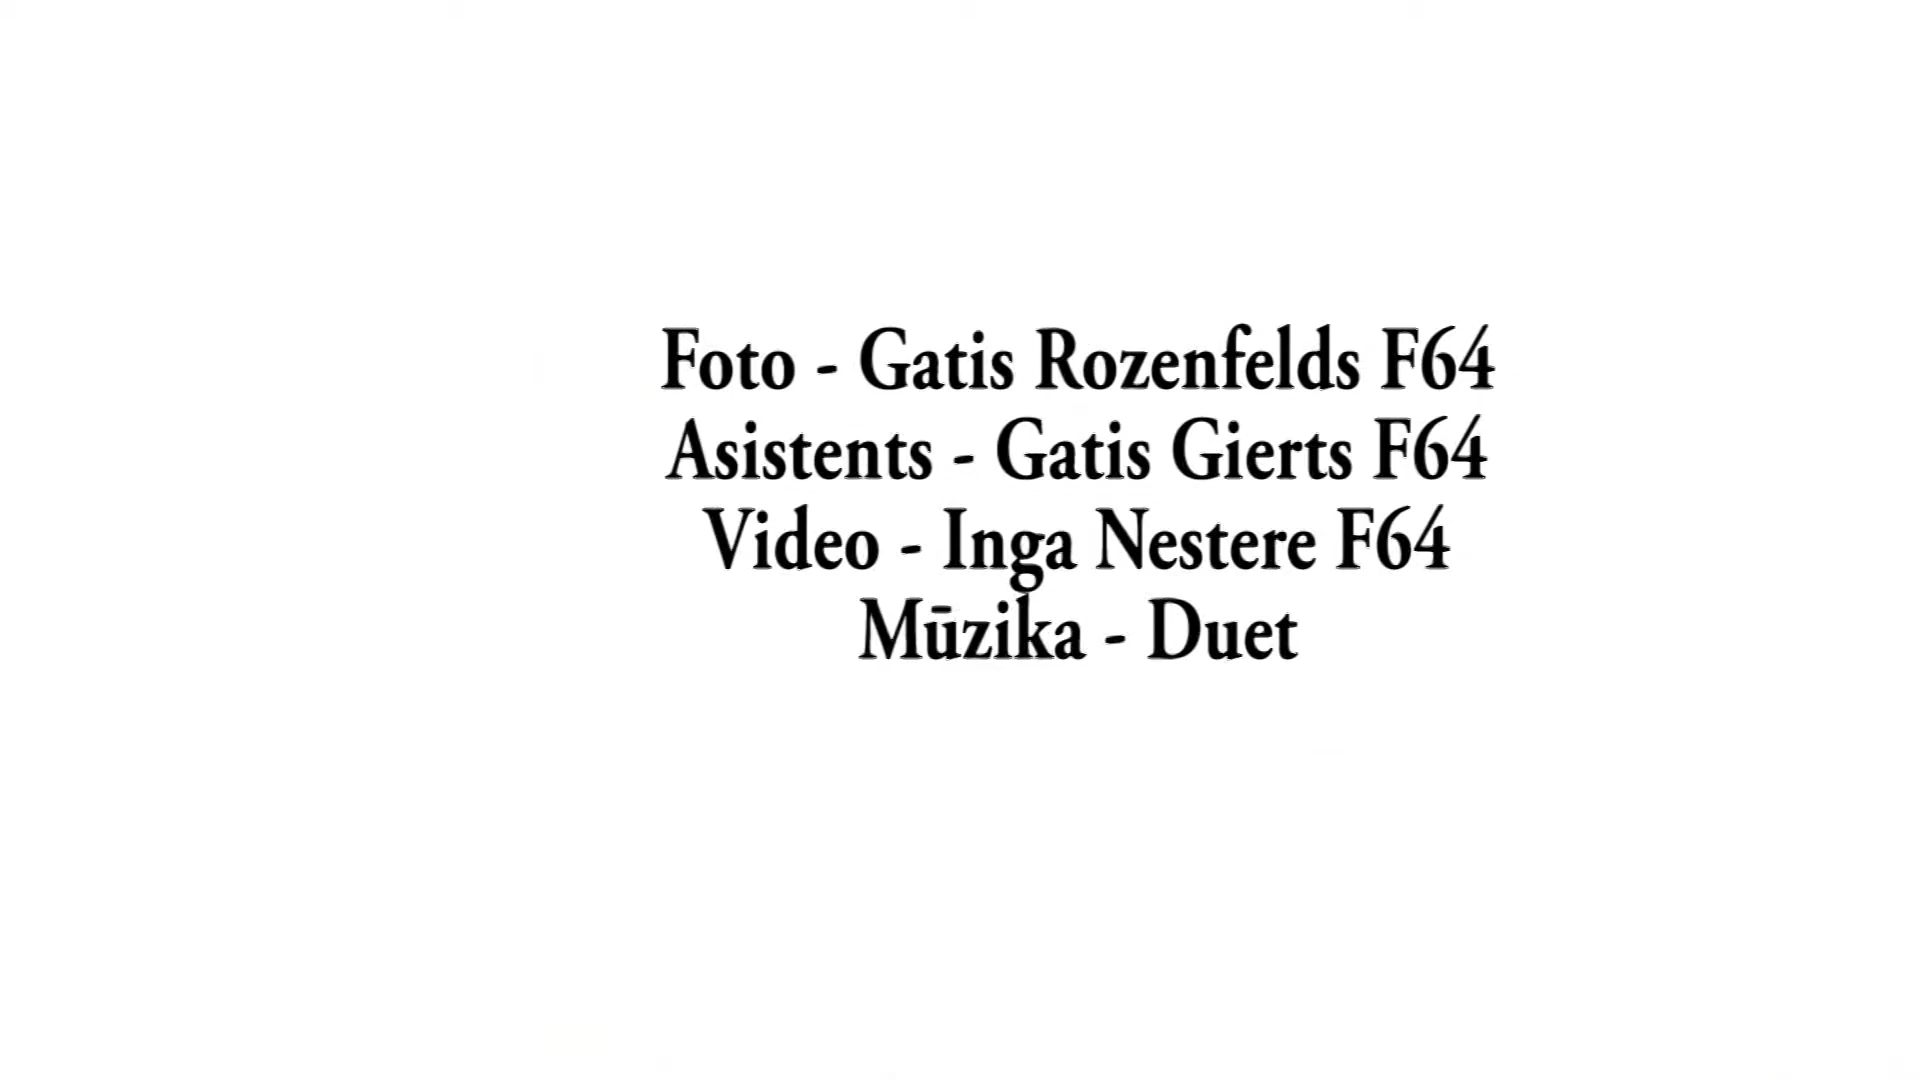 Foto - Gatis Rozenfelds F64
Asistents - Gatis Gierts F64
Video - Inga Nestere F64
Mūzika - Duet